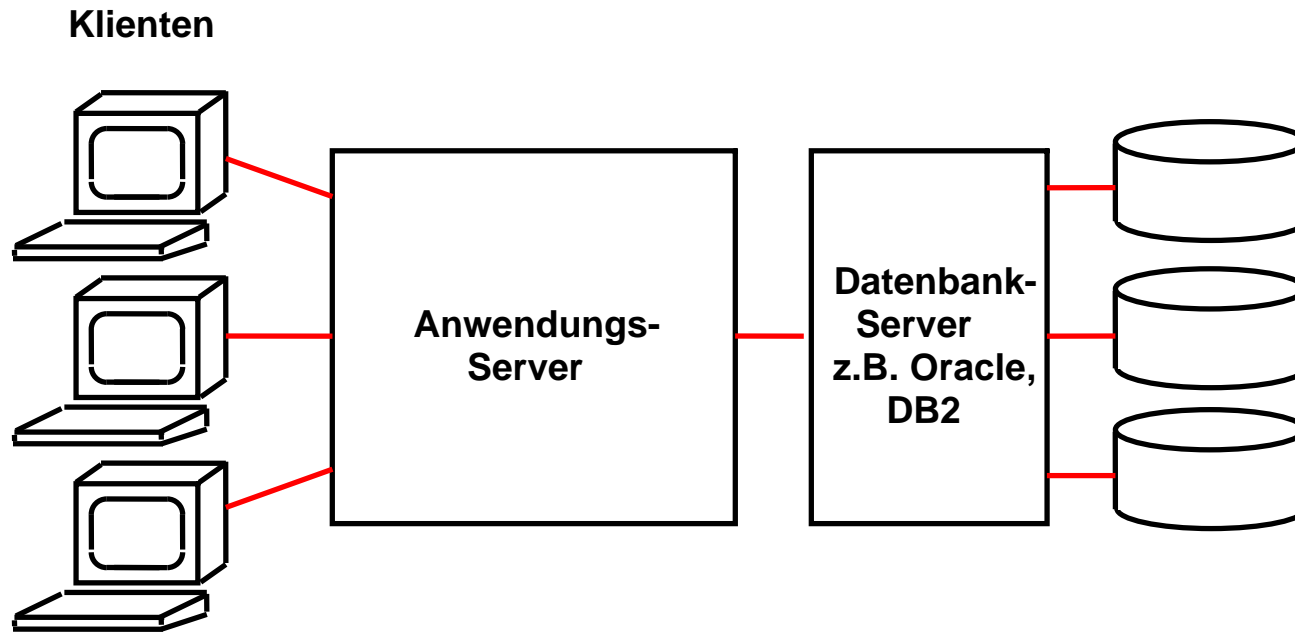 Klienten
Anwendungs-
Server
Datenbank-
Server
z.B. Oracle,
DB2